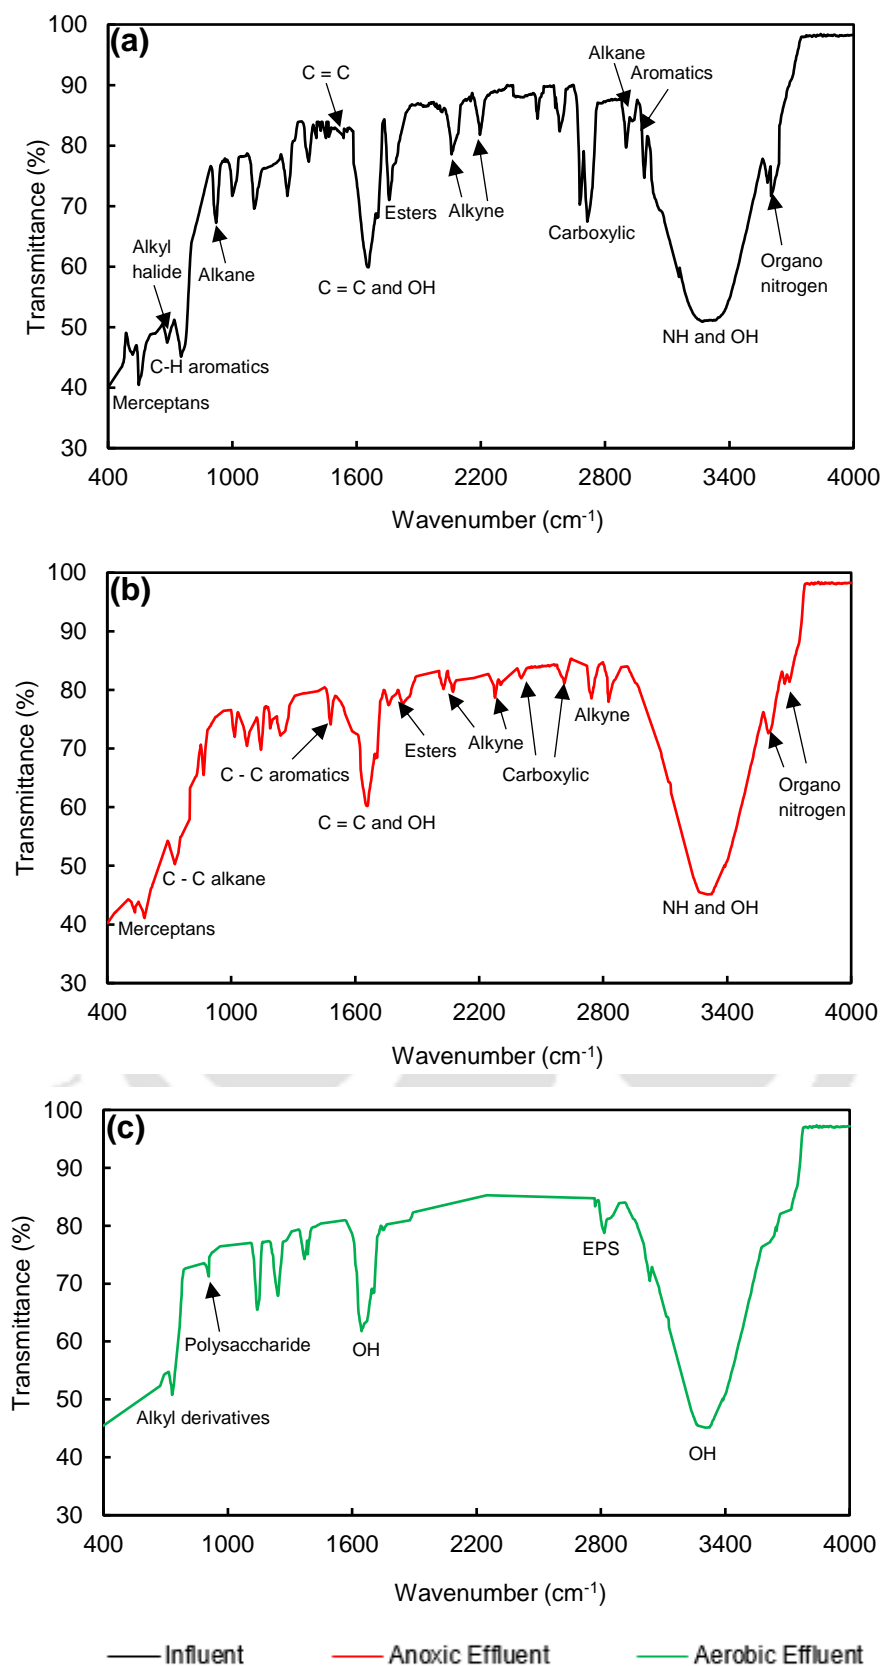 (a)
100
90
80
70
60
50
40
30
Transmittance (%)
C = C
Alkane
Aromatics
Esters
Alkyne
Carboxylic
Alkyl
halide
Alkane
C = C and OH
Organo
nitrogen
NH and OH
C-H aromatics
Merceptans
400 1000 1600 2200 2800 3400 4000
Wavenumber (cm-1)
(b)
100
90
80
70
60
50
40
30
Transmittance (%)
Esters
Alkyne
Alkyne
Carboxylic
C - C aromatics
Organo
nitrogen
C = C and OH
C - C alkane
Merceptans
NH and OH
400 1000 1600 2200 2800 3400 4000
Wavenumber (cm-1)
(c)
100
90
80
70
60
50
40
30
Transmittance (%)
EPS
Polysaccharide
OH
Alkyl derivatives
OH
400 1000 1600 2200 2800 3400 4000
Wavenumber (cm-1)
Influent Anoxic Effluent Aerobic Effluent